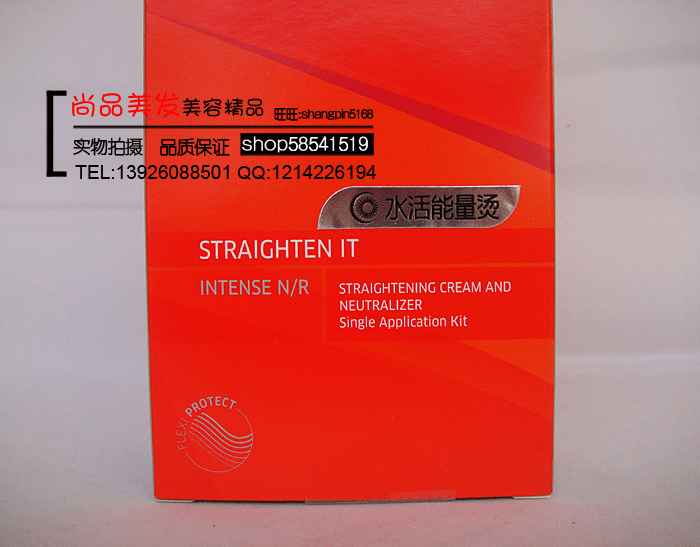 尚品美发美容精品 旺旺:shangpin5168
实物拍摄 品质保证 shop58541519
TEL:13926088501 QQ:1214226194
水活能量烫
STRAIGHTEN IT
INTENSE N/R
STRAIGHTENING CREAM AND
NEUTRALIZER
Single Application Kit
FLEXI PROTECT